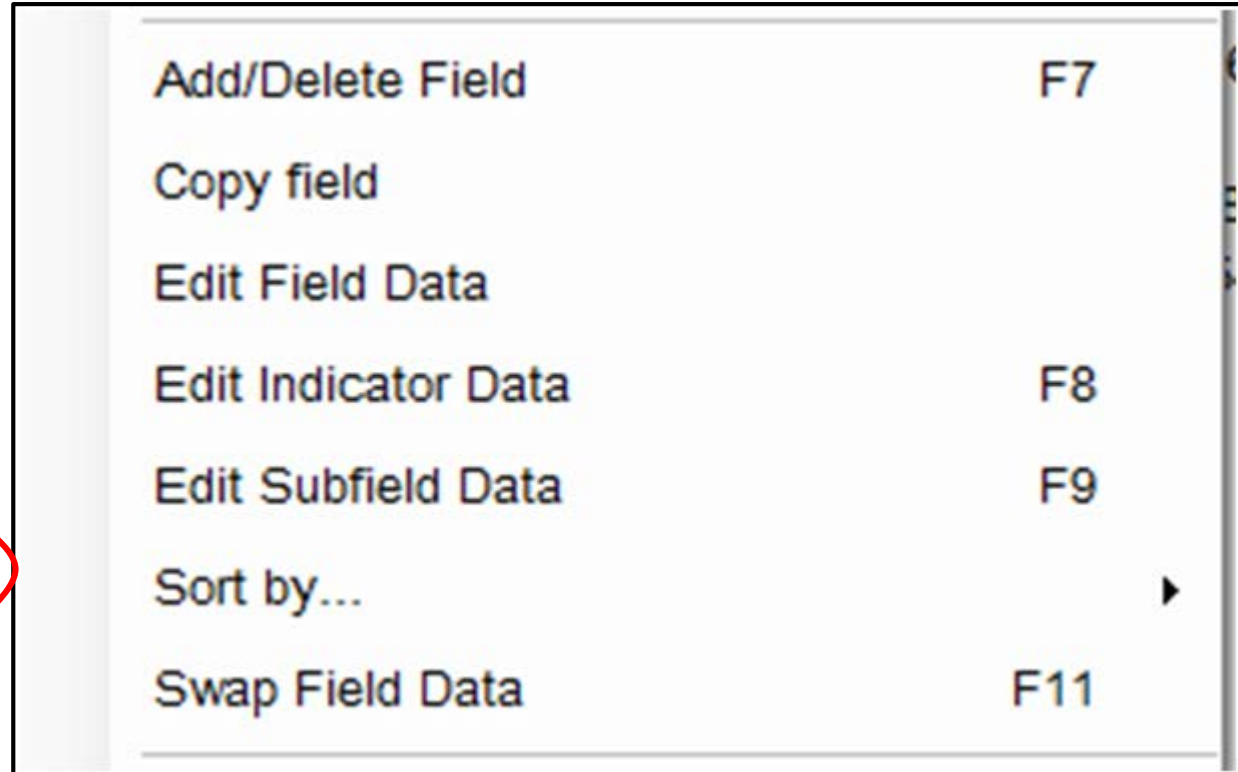 Add/Delete Field F7
Copy field
Edit Field Data
Edit Indicator Data F8
Edit Subfield Data F9
Sort by...
Swap Field Data F11